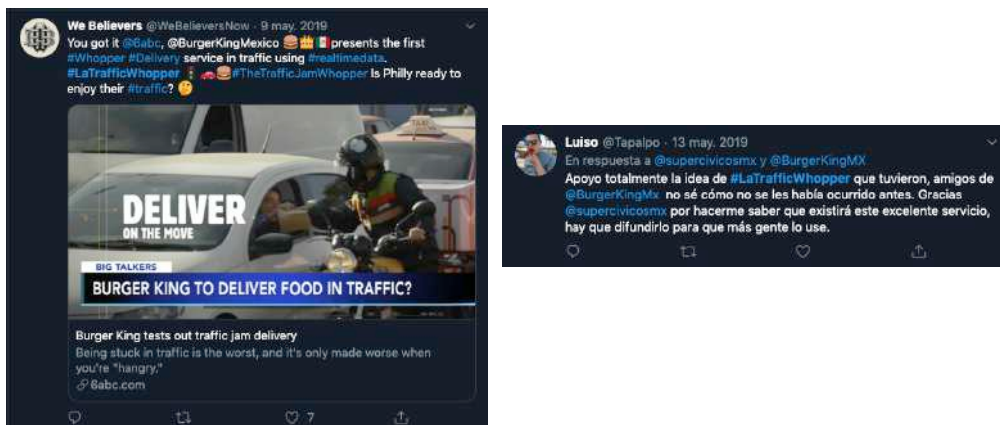 We Believers @WeBelieversNow · 9 may. 2019
You got it @6abc, @BurgerKingMexico 🍔👑🇲🇽 presents the first
#Whopper #Delivery service in traffic using #realtimedata.
#LaTrafficWhopper 🚦🚗🍔#TheTrafficJamWhopper Is Philly ready to
enjoy their #traffic? 🤔
TAXI
DELIVER
ON THE MOVE
BIG TALKERS
BURGER KING TO DELIVER FOOD IN TRAFFIC?
Burger King tests out traffic jam delivery
Being stuck in traffic is the worst, and it's only made worse when
you're "hangry."
6abc.com
7
Luiso @Tapalpo · 13 may. 2019
En respuesta a @supercivicosmx y @BurgerKingMX
Apoyo totalmente la idea de #LaTrafficWhopper que tuvieron, amigos de
@BurgerKingMx no sé cómo no se les había ocurrido antes. Gracias
@supercivicosmx por hacerme saber que existirá este excelente servicio,
hay que difundirlo para que más gente lo use.